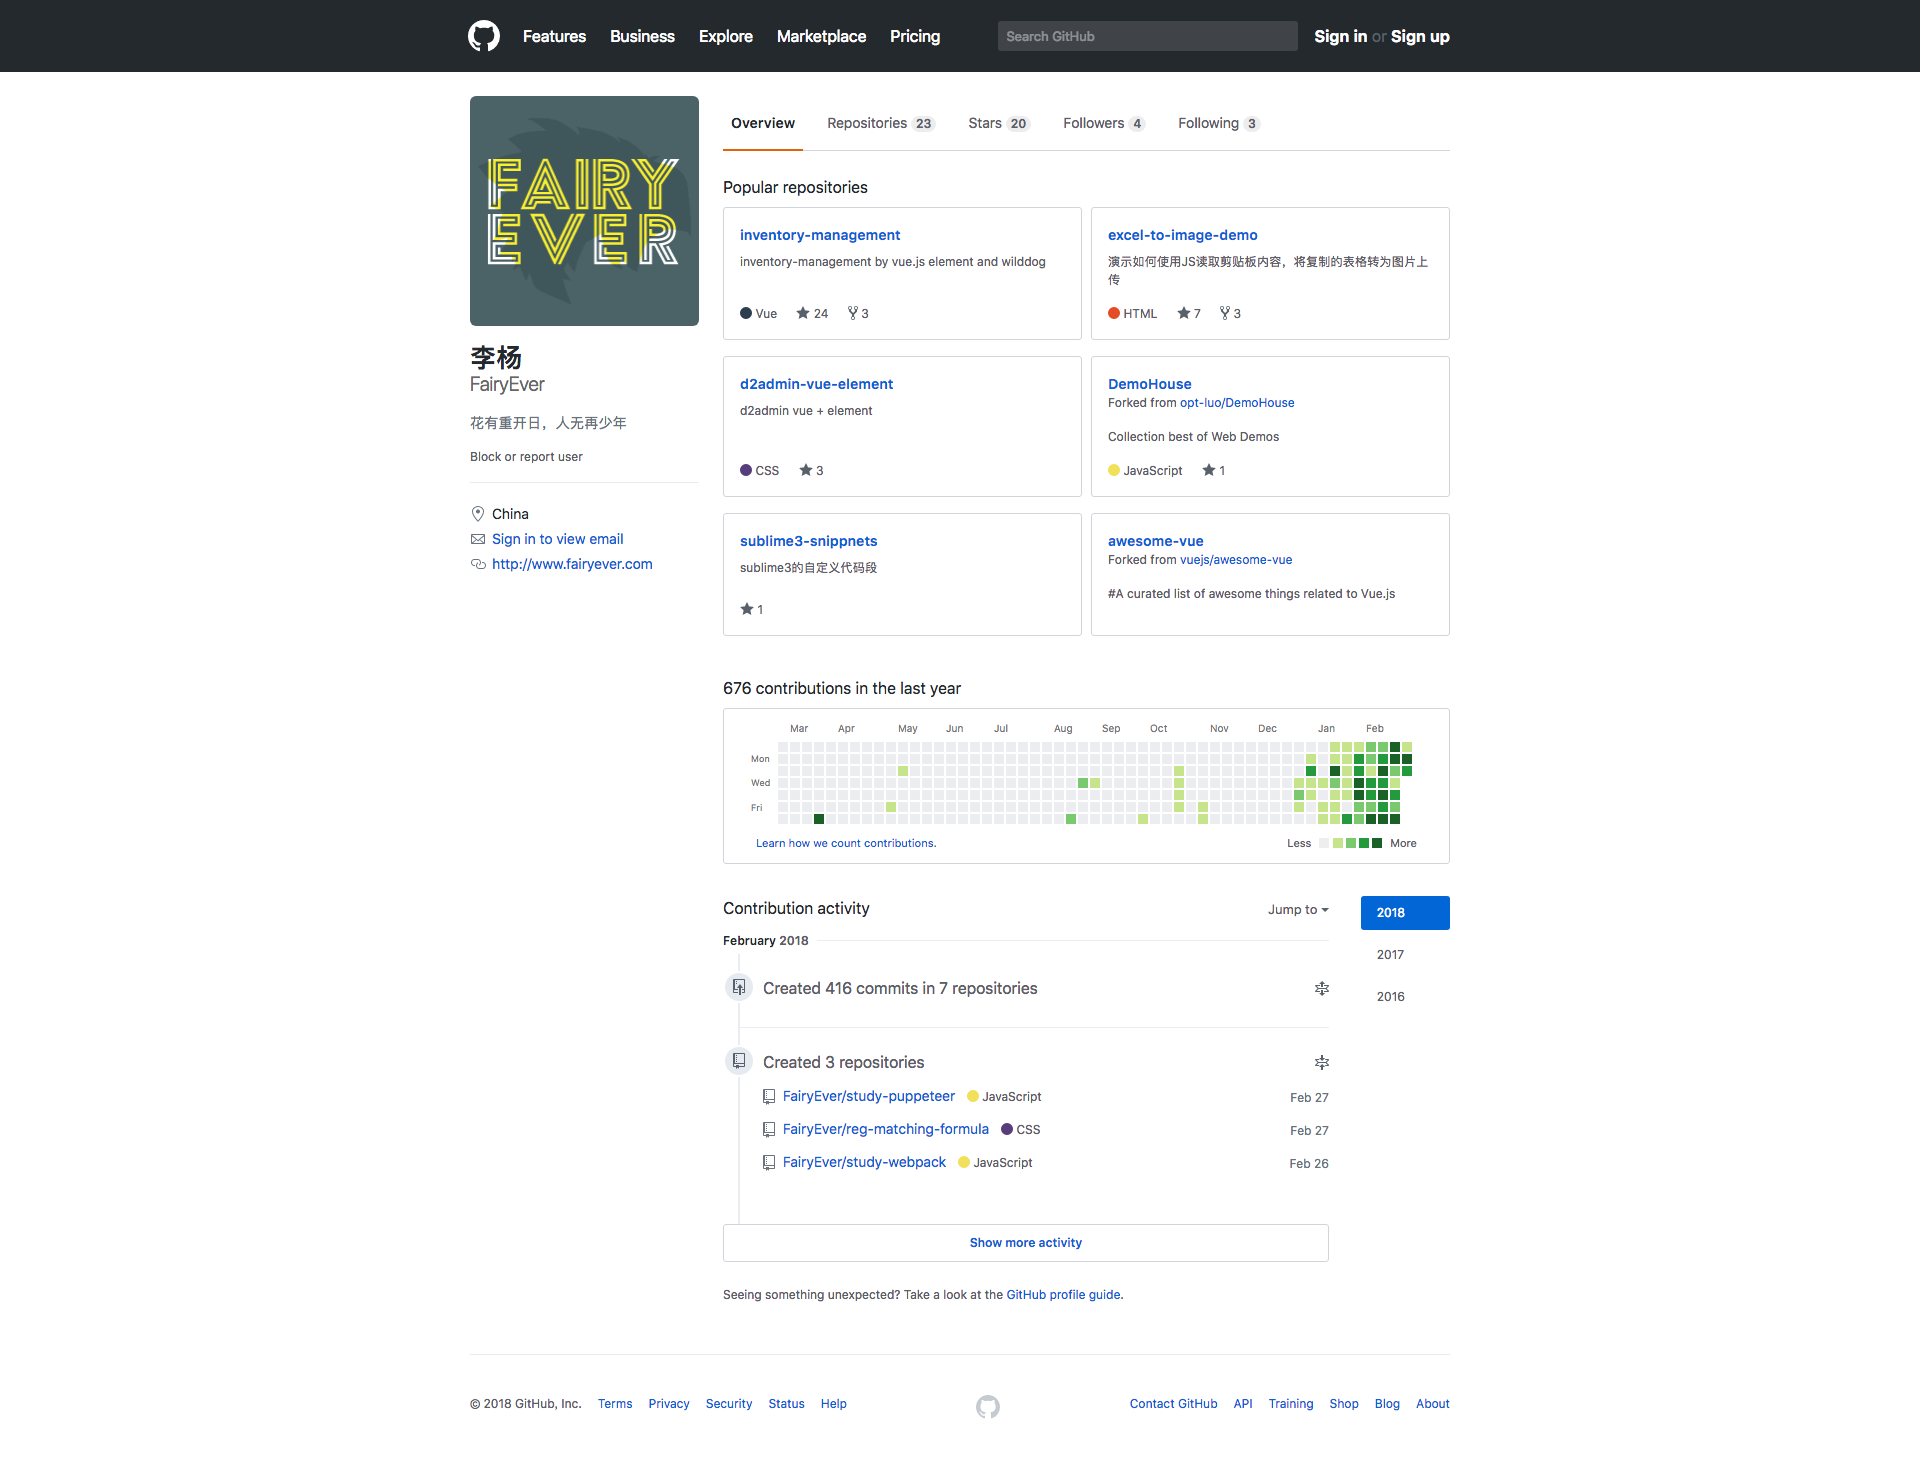 Features Business Explore Marketplace Pricing Search GitHub Sign in or Sign up
FAIRY
EVER
李杨
FairyEver
花有重开日，人无再少年
Block or report user
China
Sign in to view email
http://www.fairyever.com
Overview Repositories 23 Stars 20 Followers 4 Following 3
Popular repositories
inventory-management
inventory-management by vue.js element and wilddog
Vue 24 3
excel-to-image-demo
演示如何使用JS读取剪贴板内容，将复制的表格转为图片上
传
HTML 7 3
d2admin-vue-element
d2admin vue + element
CSS 3
DemoHouse
Forked from opt-luo/DemoHouse
Collection best of Web Demos
JavaScript 1
sublime3-snippnets
sublime3的自定义代码段
1
awesome-vue
Forked from vuejs/awesome-vue
#A curated list of awesome things related to Vue.js
676 contributions in the last year
Mar Apr May Jun Jul Aug Sep Oct Nov Dec Jan Feb
Mon
Wed
Fri
Learn how we count contributions. Less More
Contribution activity Jump to
2018
2017
2016
February 2018
Created 416 commits in 7 repositories
Created 3 repositories
FairyEver/study-puppeteer JavaScript Feb 27
FairyEver/reg-matching-formula CSS Feb 27
FairyEver/study-webpack JavaScript Feb 26
Show more activity
Seeing something unexpected? Take a look at the GitHub profile guide.
© 2018 GitHub, Inc. Terms Privacy Security Status Help Contact GitHub API Training Shop Blog About